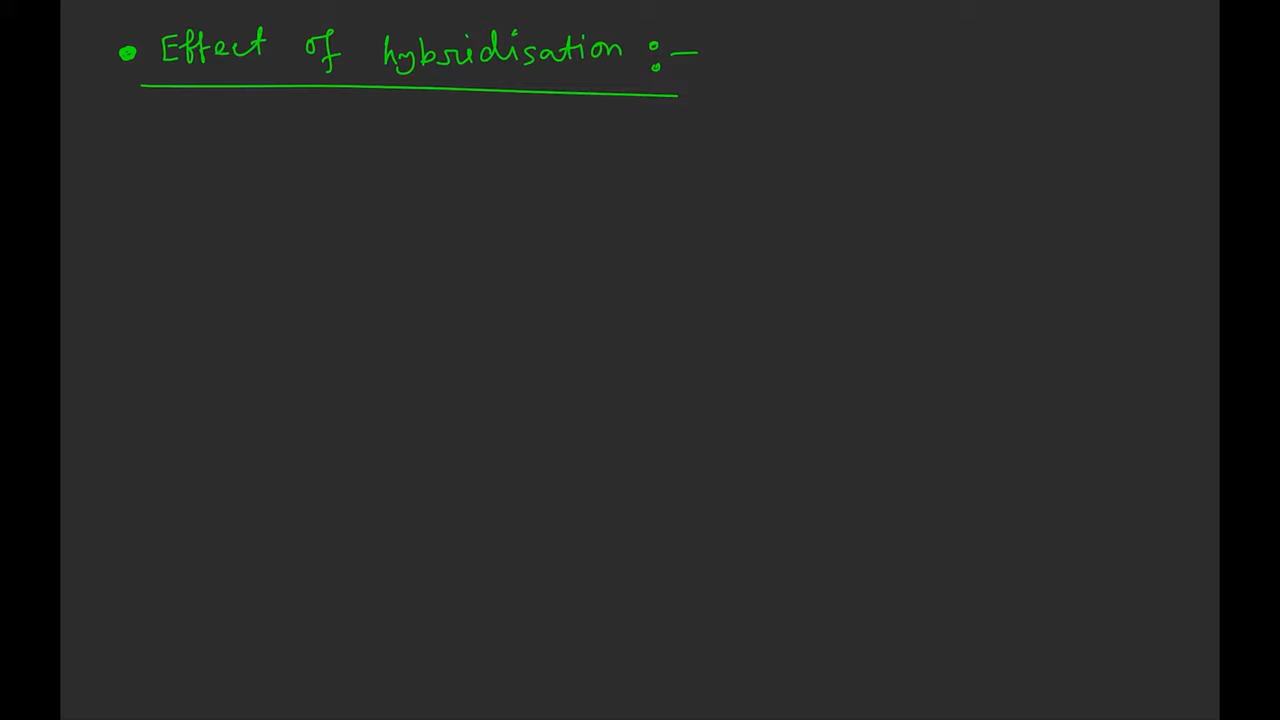 • Effect of hybridisation :-